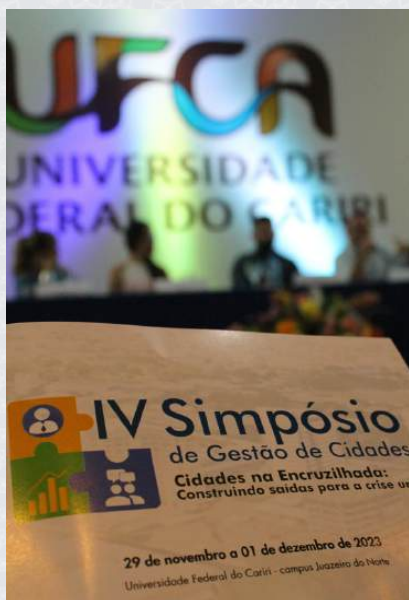 UFCA
UNIVERSIDADE
DERAL DO CARIRI
IV Simpósio
de Gestão de Cidades
Cidades na Encruzilhada:
Construindo saídas para a crise u
29 de novembro a 01 de dezembro de 2023
Universidade Federal do Cariri - campus Juazeiro do Norte